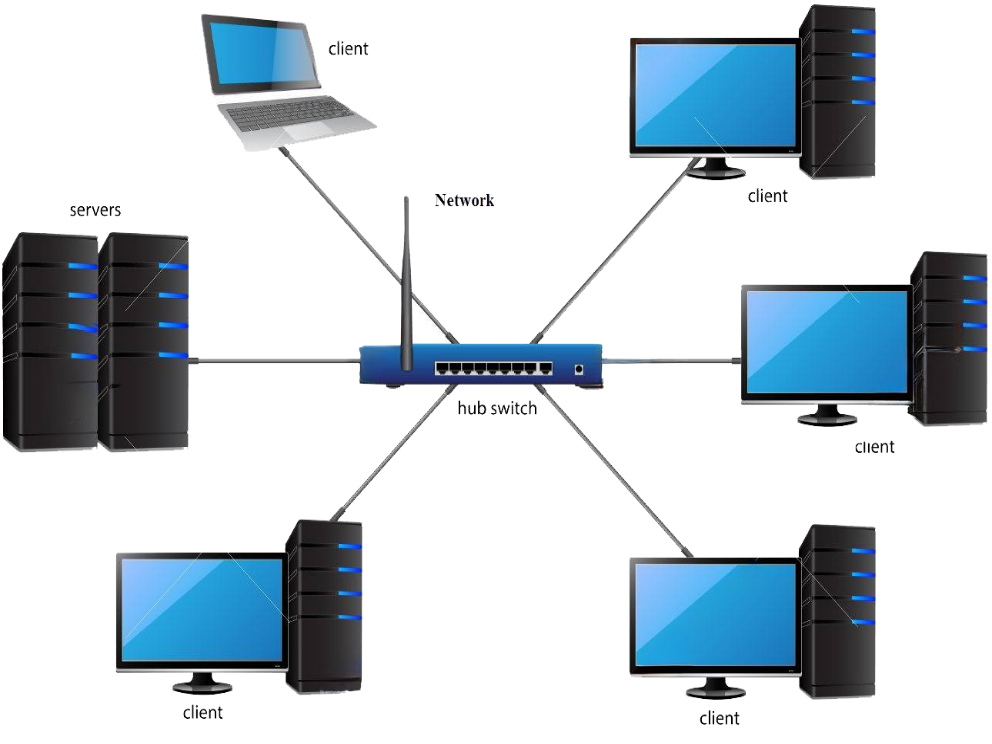 client
client
Network
servers
hub switch
client
client
client